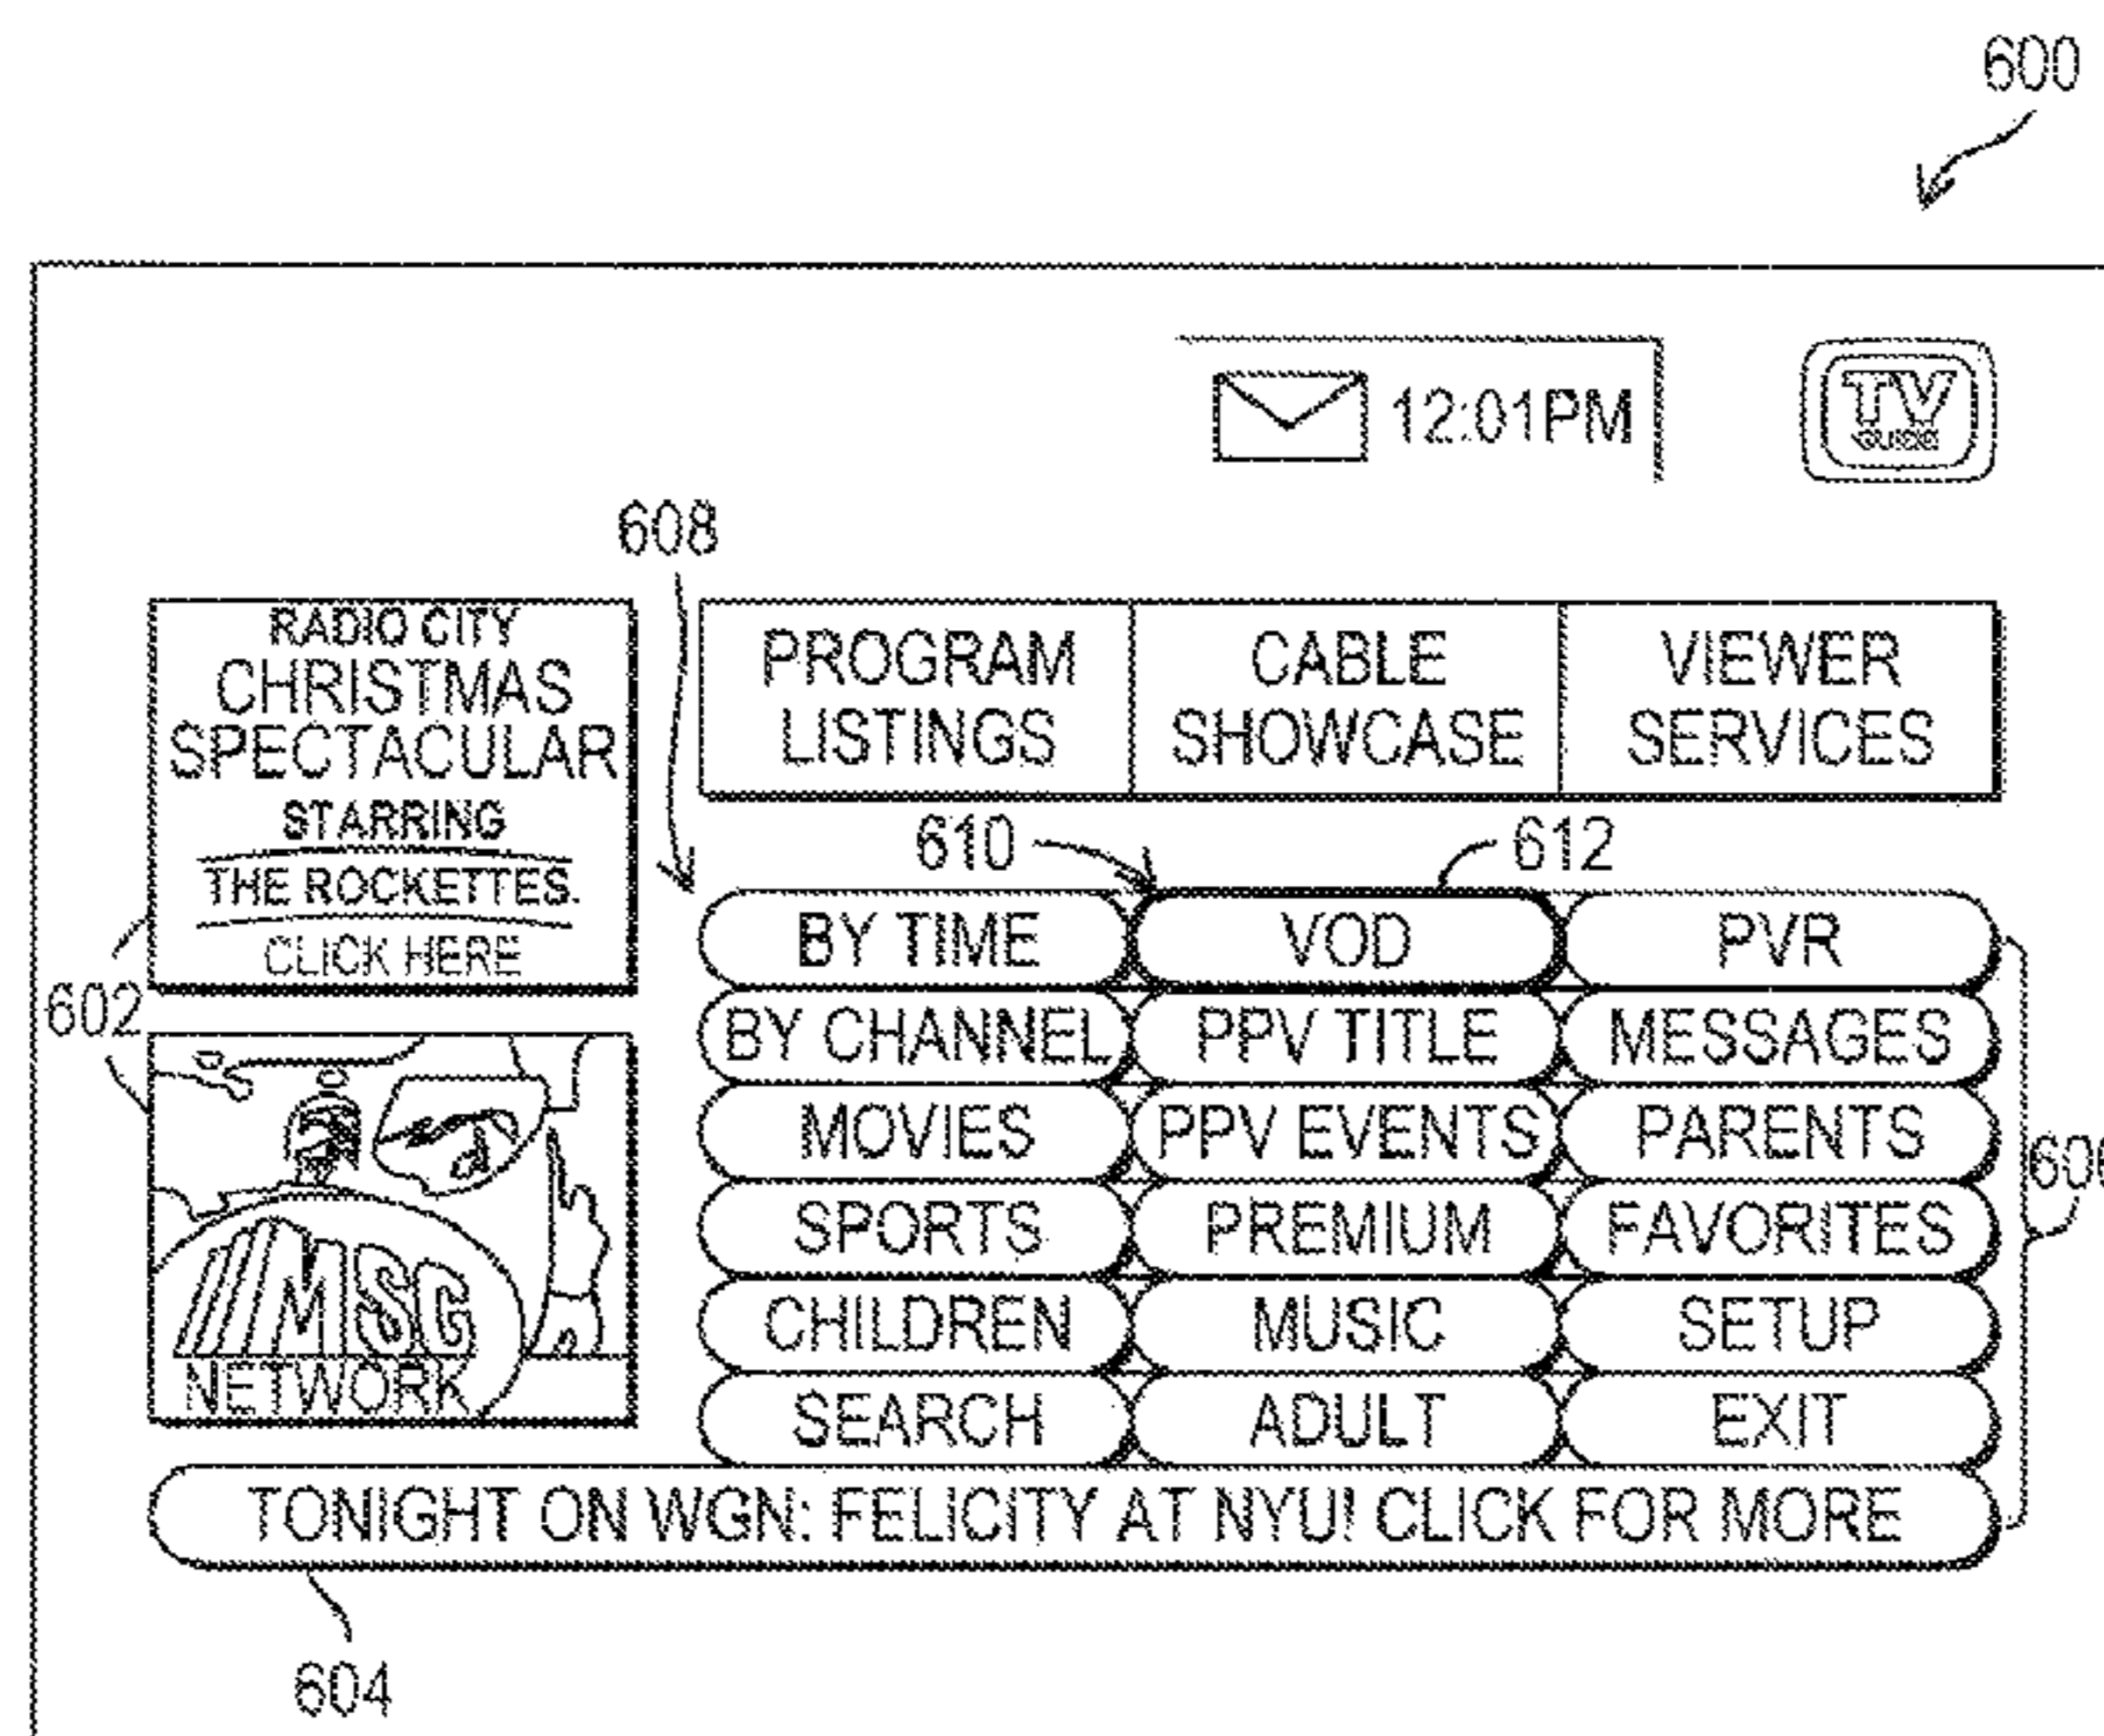 600
12:01PM
TV
GUIDE
608
RADIO CITY
CHRISTMAS
SPECTACULAR
STARRING
THE ROCKETTES.
CLICK HERE
PROGRAM
LISTINGS
CABLE
SHOWCASE
VIEWER
SERVICES
610
612
BY TIME
VOD
PVR
602
BY CHANNEL
PPV TITLE
MESSAGES
MOVIES
PPV EVENTS
PARENTS
SPORTS
PREMIUM
FAVORITES
MSG
NETWORK
CHILDREN
MUSIC
SETUP
SEARCH
ADULT
EXIT
TONIGHT ON WGN: FELICITY AT NYU! CLICK FOR MORE
604